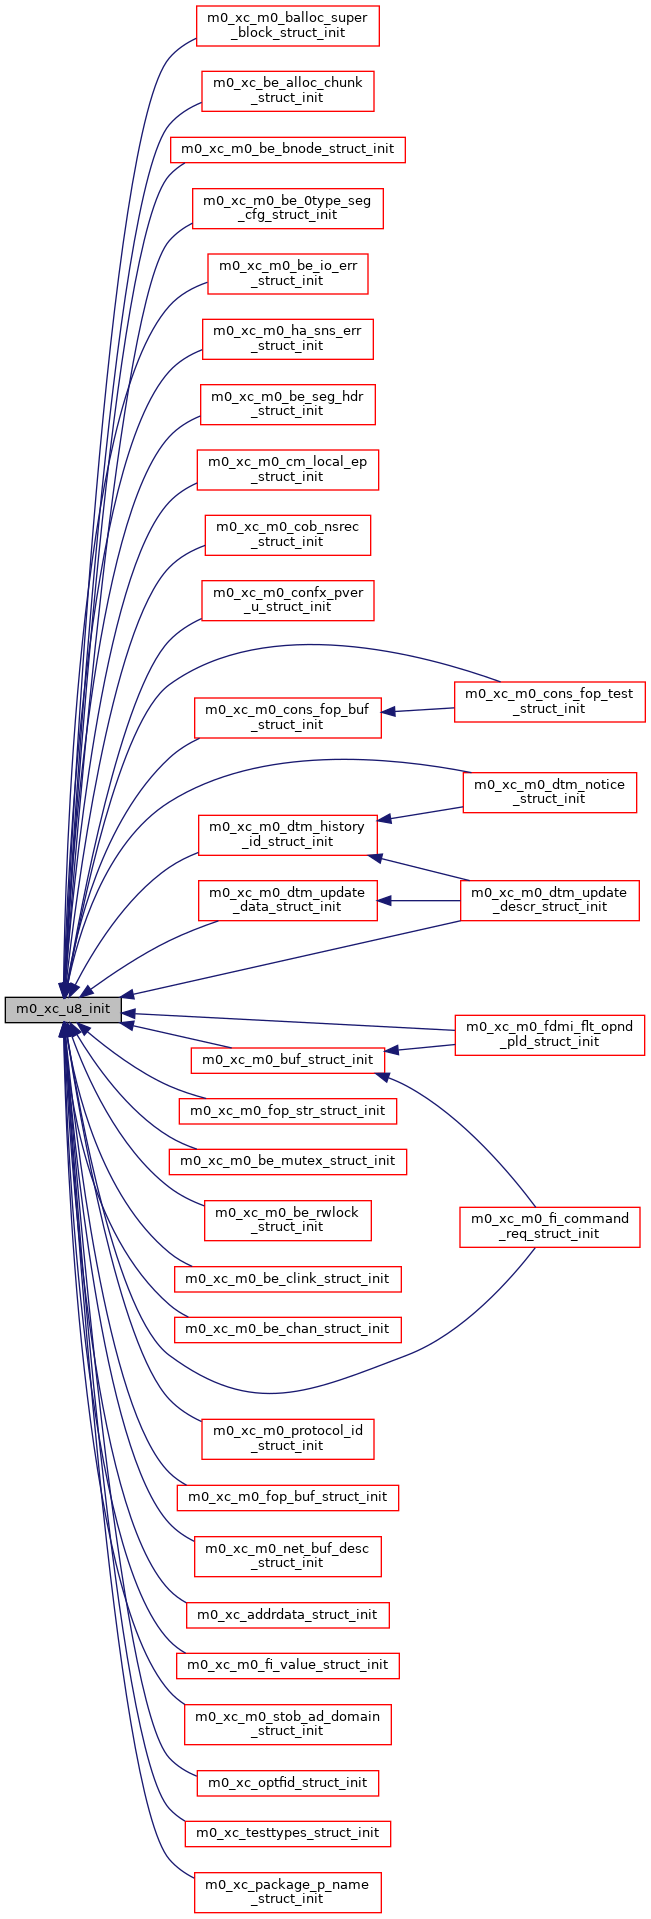 m0_xc_m0_balloc_super
_block_struct_init
m0_xc_be_alloc_chunk
_struct_init
m0_xc_m0_be_bnode_struct_init
m0_xc_m0_be_0type_seg
_cfg_struct_init
m0_xc_m0_be_io_err
_struct_init
m0_xc_m0_ha_sns_err
_struct_init
m0_xc_m0_be_seg_hdr
_struct_init
m0_xc_m0_cm_local_ep
_struct_init
m0_xc_m0_cob_nsrec
_struct_init
m0_xc_m0_confx_pver
_u_struct_init
m0_xc_m0_cons_fop_test
_struct_init
m0_xc_m0_cons_fop_buf
_struct_init
m0_xc_m0_dtm_notice
_struct_init
m0_xc_m0_dtm_history
_id_struct_init
m0_xc_m0_dtm_update
_data_struct_init
m0_xc_m0_dtm_update
_descr_struct_init
m0_xc_u8_init
m0_xc_m0_fdmi_flt_opnd
_pld_struct_init
m0_xc_m0_buf_struct_init
m0_xc_m0_fop_str_struct_init
m0_xc_m0_be_mutex_struct_init
m0_xc_m0_be_rwlock
_struct_init
m0_xc_m0_fi_command
_req_struct_init
m0_xc_m0_be_clink_struct_init
m0_xc_m0_be_chan_struct_init
m0_xc_m0_protocol_id
_struct_init
m0_xc_m0_fop_buf_struct_init
m0_xc_m0_net_buf_desc
_struct_init
m0_xc_addrdata_struct_init
m0_xc_m0_fi_value_struct_init
m0_xc_m0_stob_ad_domain
_struct_init
m0_xc_optfid_struct_init
m0_xc_testtypes_struct_init
m0_xc_package_p_name
_struct_init